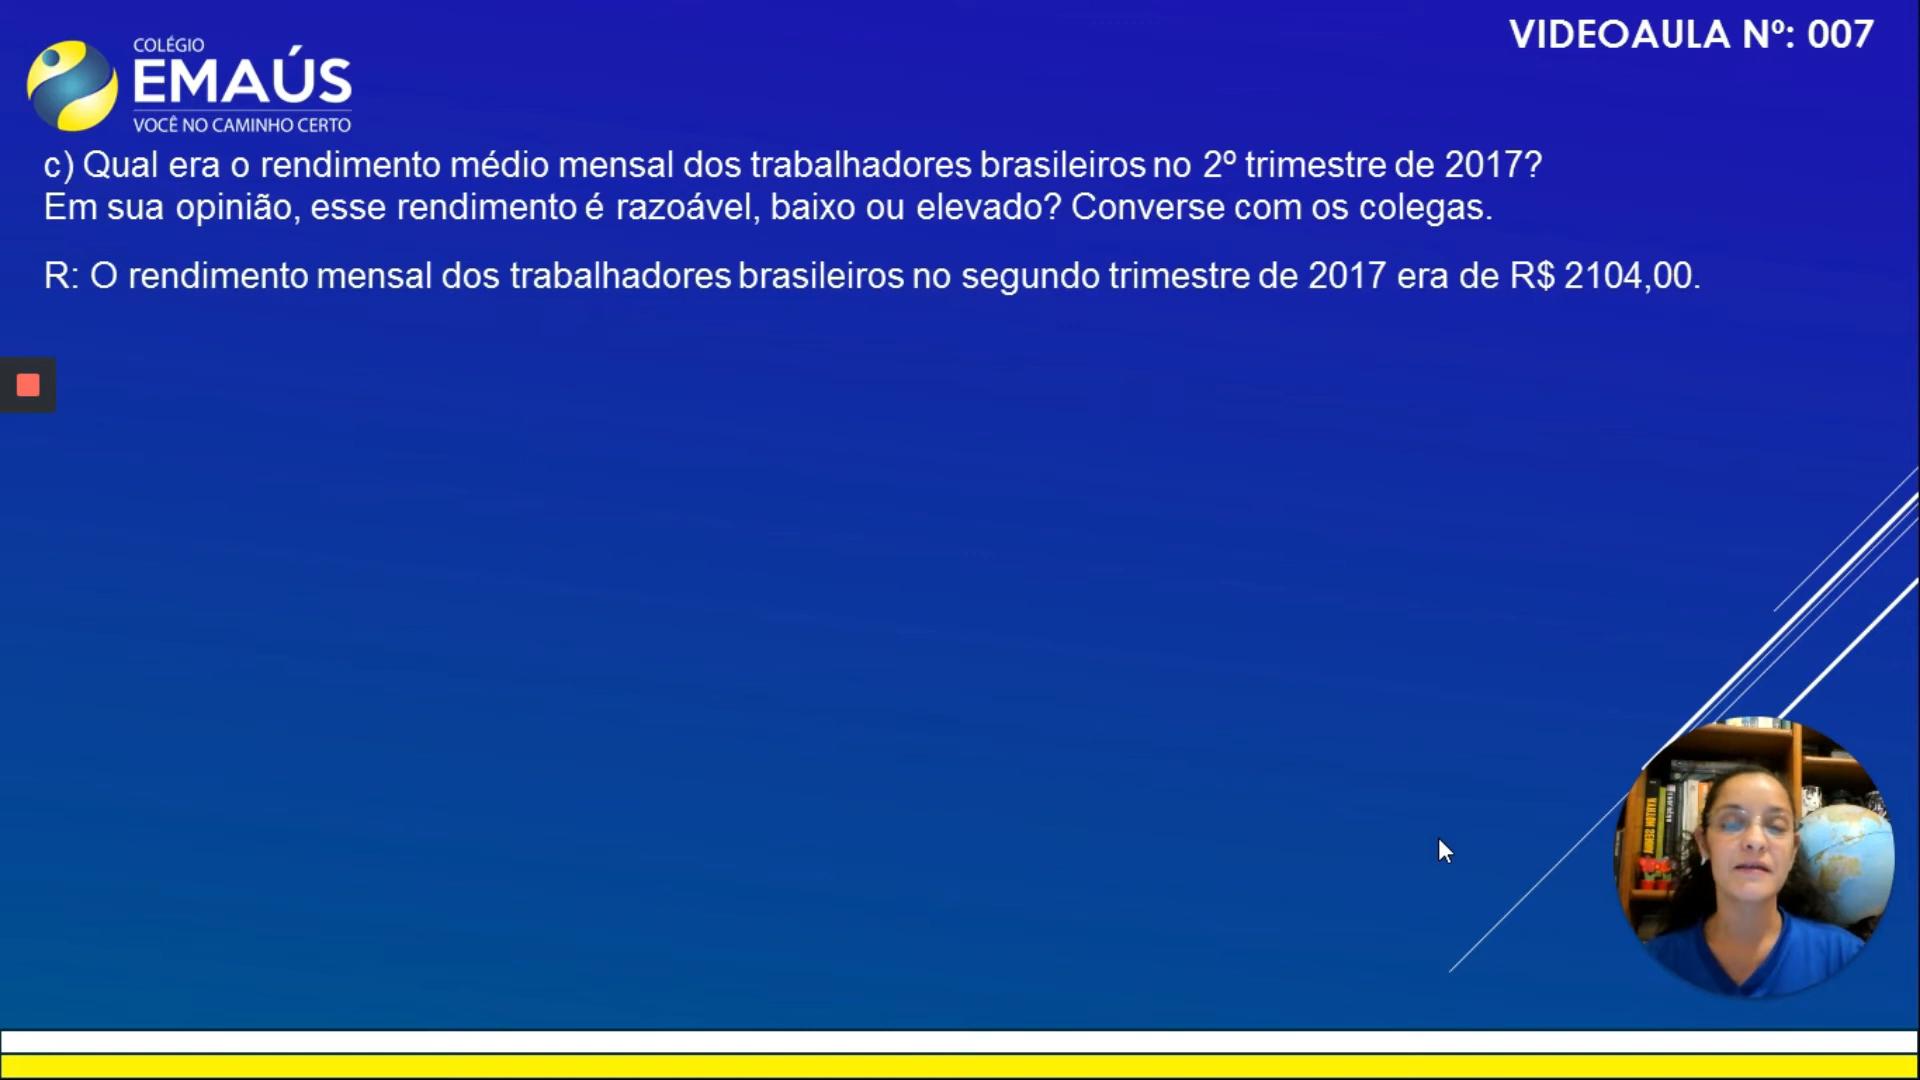 VIDEOAULA Nº: 007
COLÉGIO
EMAÚS
VOCÊ NO CAMINHO CERTO
c) Qual era o rendimento médio mensal dos trabalhadores brasileiros no 2º trimestre de 2017?
Em sua opinião, esse rendimento é razoável, baixo ou elevado? Converse com os colegas.
R: O rendimento mensal dos trabalhadores brasileiros no segundo trimestre de 2017 era de R$ 2104,00.